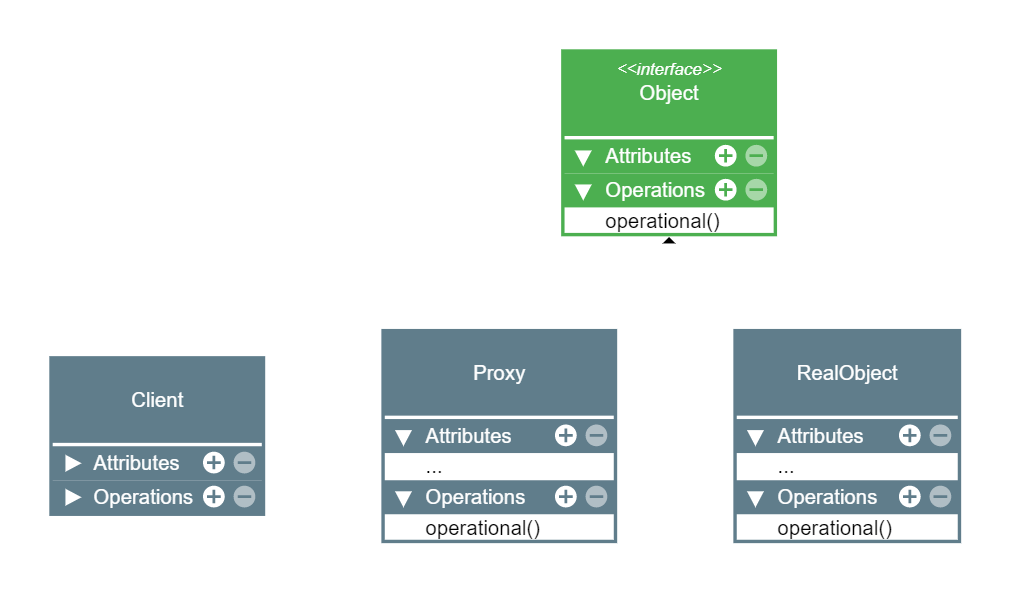 <<interface>>
Object
Attributes
Operations
operational()
Client
Attributes
Operations
Proxy
Attributes
...
Operations
operational()
RealObject
Attributes
...
Operations
operational()